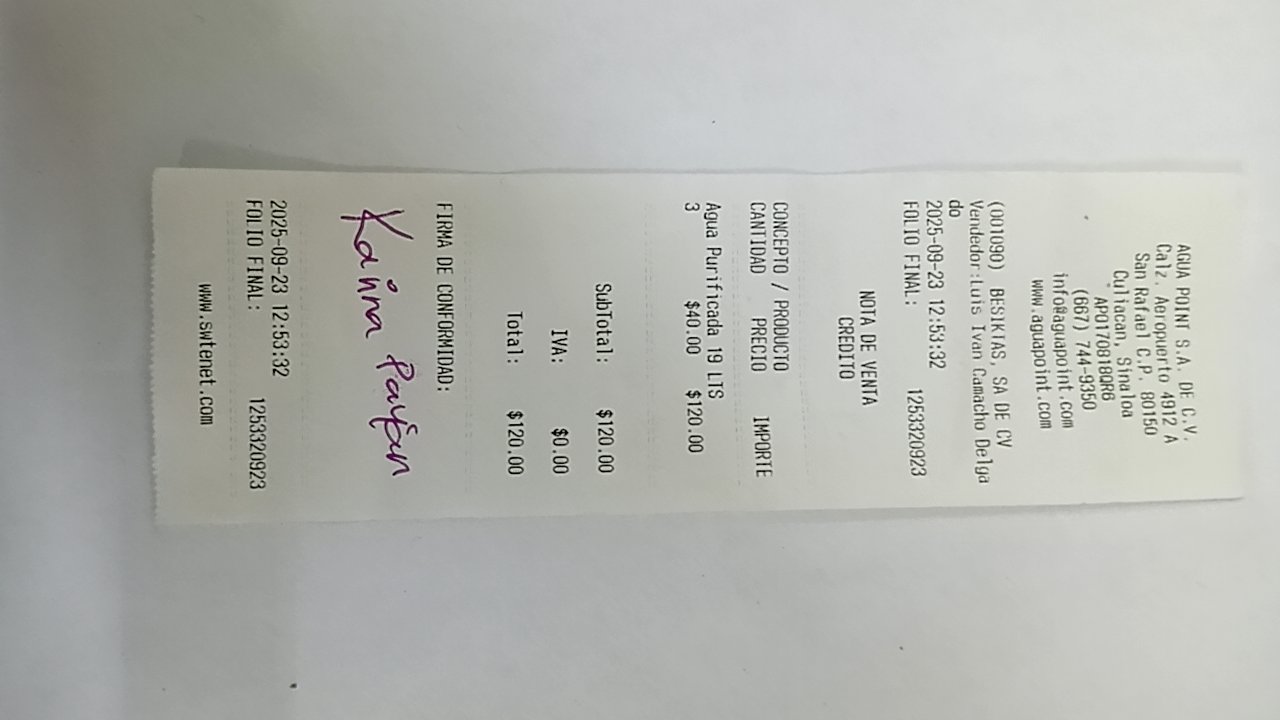 AGUA POINT S.A. DE C.V.
Calz. Aeropuerto 4912 A
San Rafael C.P. 80150
Culiacan, Sinaloa
APO170818QR6
(667) 744-9350
info@aguapoint.com
www.aguapoint.com
(001090) BESIKTAS, SA DE CV
Vendedor:Luis Ivan Camacho Delga
do
2025-09-23 12:53:32
FOLIO FINAL: 1253320923
NOTA DE VENTA
CREDITO
CONCEPTO / PRODUCTO
CANTIDAD PRECIO IMPORTE
Agua Purificada 19 LTS
3 $40.00 $120.00
SubTotal: $120.00
IVA: $0.00
Total: $120.00
FIRMA DE CONFORMIDAD:
Karina
2025-09-23 12:53:32
FOLIO FINAL: 1253320923
www.swtenet.com